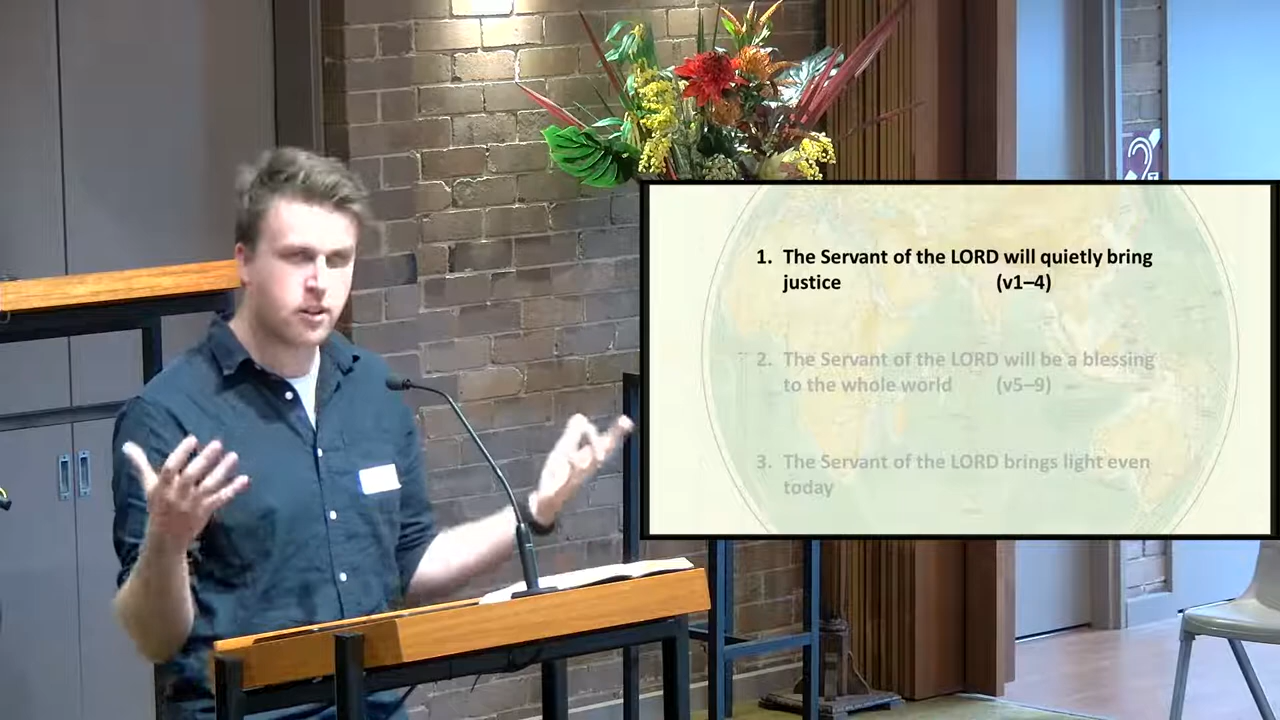 1. The Servant of the LORD will quietly bring
justice (v1–4)
2. The Servant of the LORD will be a blessing
to the whole world (v5–9)
3. The Servant of the LORD brings light even
today